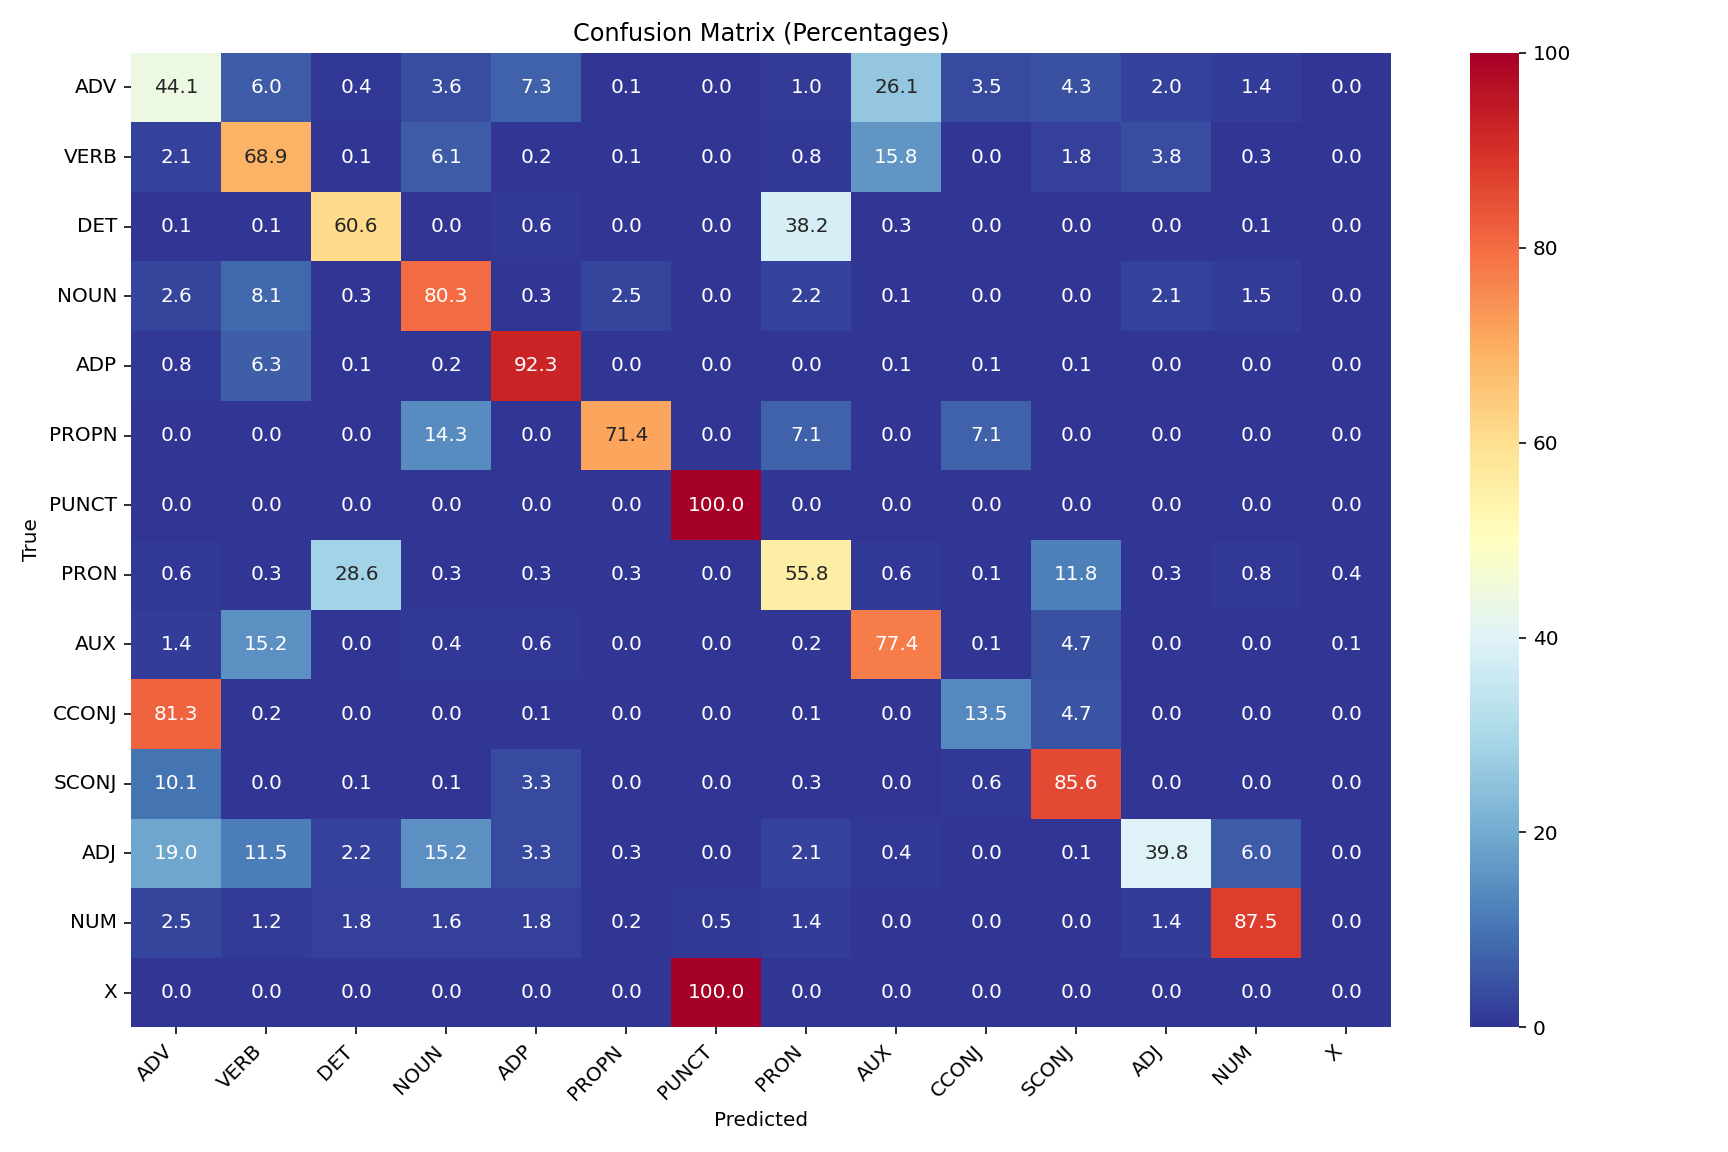 Confusion Matrix (Percentages)
ADV 44.1 6.0 0.4 3.6 7.3 0.1 0.0 1.0 26.1 3.5 4.3 2.0 1.4 0.0
VERB 2.1 68.9 0.1 6.1 0.2 0.1 0.0 0.8 15.8 0.0 1.8 3.8 0.3 0.0
DET 0.1 0.1 60.6 0.0 0.6 0.0 0.0 38.2 0.3 0.0 0.0 0.0 0.1 0.0
NOUN 2.6 8.1 0.3 80.3 0.3 2.5 0.0 2.2 0.1 0.0 0.0 2.1 1.5 0.0
ADP 0.8 6.3 0.1 0.2 92.3 0.0 0.0 0.0 0.1 0.1 0.1 0.0 0.0 0.0
PROPN 0.0 0.0 0.0 14.3 0.0 71.4 0.0 7.1 0.0 7.1 0.0 0.0 0.0 0.0
PUNCT 0.0 0.0 0.0 0.0 0.0 0.0 100.0 0.0 0.0 0.0 0.0 0.0 0.0 0.0
PRON 0.6 0.3 28.6 0.3 0.3 0.3 0.0 55.8 0.6 0.1 11.8 0.3 0.8 0.4
AUX 1.4 15.2 0.0 0.4 0.6 0.0 0.0 0.2 77.4 0.1 4.7 0.0 0.0 0.1
CCONJ 81.3 0.2 0.0 0.0 0.1 0.0 0.0 0.1 0.0 13.5 4.7 0.0 0.0 0.0
SCONJ 10.1 0.0 0.1 0.1 3.3 0.0 0.0 0.3 0.0 0.6 85.6 0.0 0.0 0.0
ADJ 19.0 11.5 2.2 15.2 3.3 0.3 0.0 2.1 0.4 0.0 0.1 39.8 6.0 0.0
NUM 2.5 1.2 1.8 1.6 1.8 0.2 0.5 1.4 0.0 0.0 0.0 1.4 87.5 0.0
X 0.0 0.0 0.0 0.0 0.0 0.0 100.0 0.0 0.0 0.0 0.0 0.0 0.0 0.0
ADV VERB DET NOUN ADP PROPN PUNCT PRON AUX CCONJ SCONJ ADJ NUM X
Predicted
True
100
80
60
40
20
0